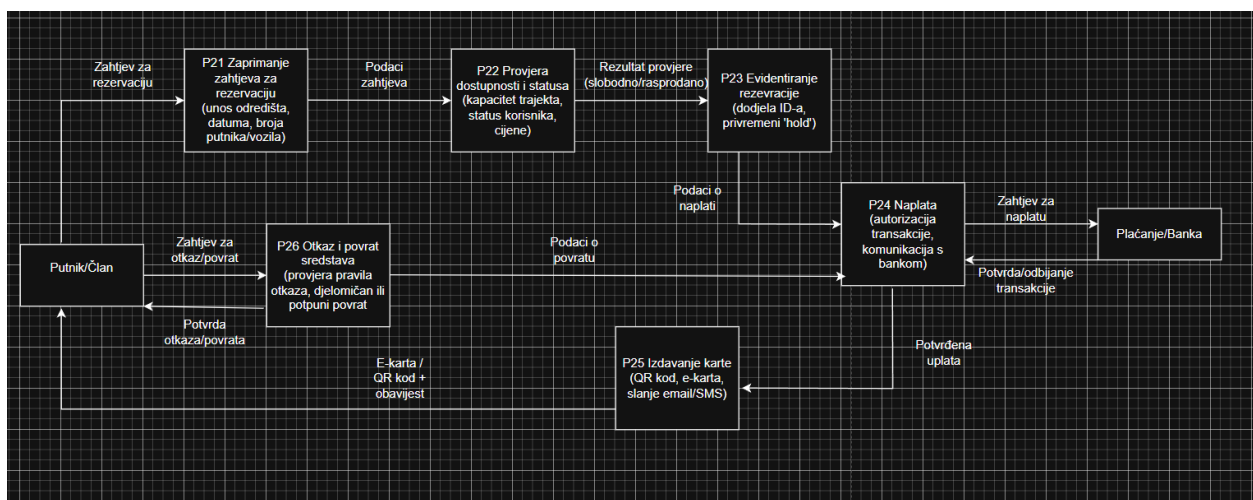 Zahtjev za
rezervaciju
P21 Zaprimanje
zahtjeva za
rezervaciju
(unos odredišta,
datuma, broja
putnika/vozila)
Podaci
zahtjeva
P22 Provjera
dostupnosti i statusa
(kapacitet trajekta,
status korisnika,
cijene)
Rezultat provjere
(slobodno/rasprodano)
P23 Evidentiranje
rezevracije
(dodjela ID-a,
privremeni 'hold')
Podaci o
naplati
P24 Naplata
(autorizacija
transakcije,
komunikacija s
bankom)
Zahtjev za
naplatu
Plaćanje/Banka
Potvrda/odbijanje
transakcije
Putnik/Član
Zahtjev za
otkaz/povrat
P26 Otkaz i povrat
sredstava
(provjera pravila
otkaza, djelomičan ili
potpuni povrat
Podaci o
povratu
Potvrda
otkaza/povrata
Potvrđena
uplata
P25 Izdavanje karte
(QR kod, e-karta,
slanje email/SMS)
E-karta /
QR kod +
obavijest